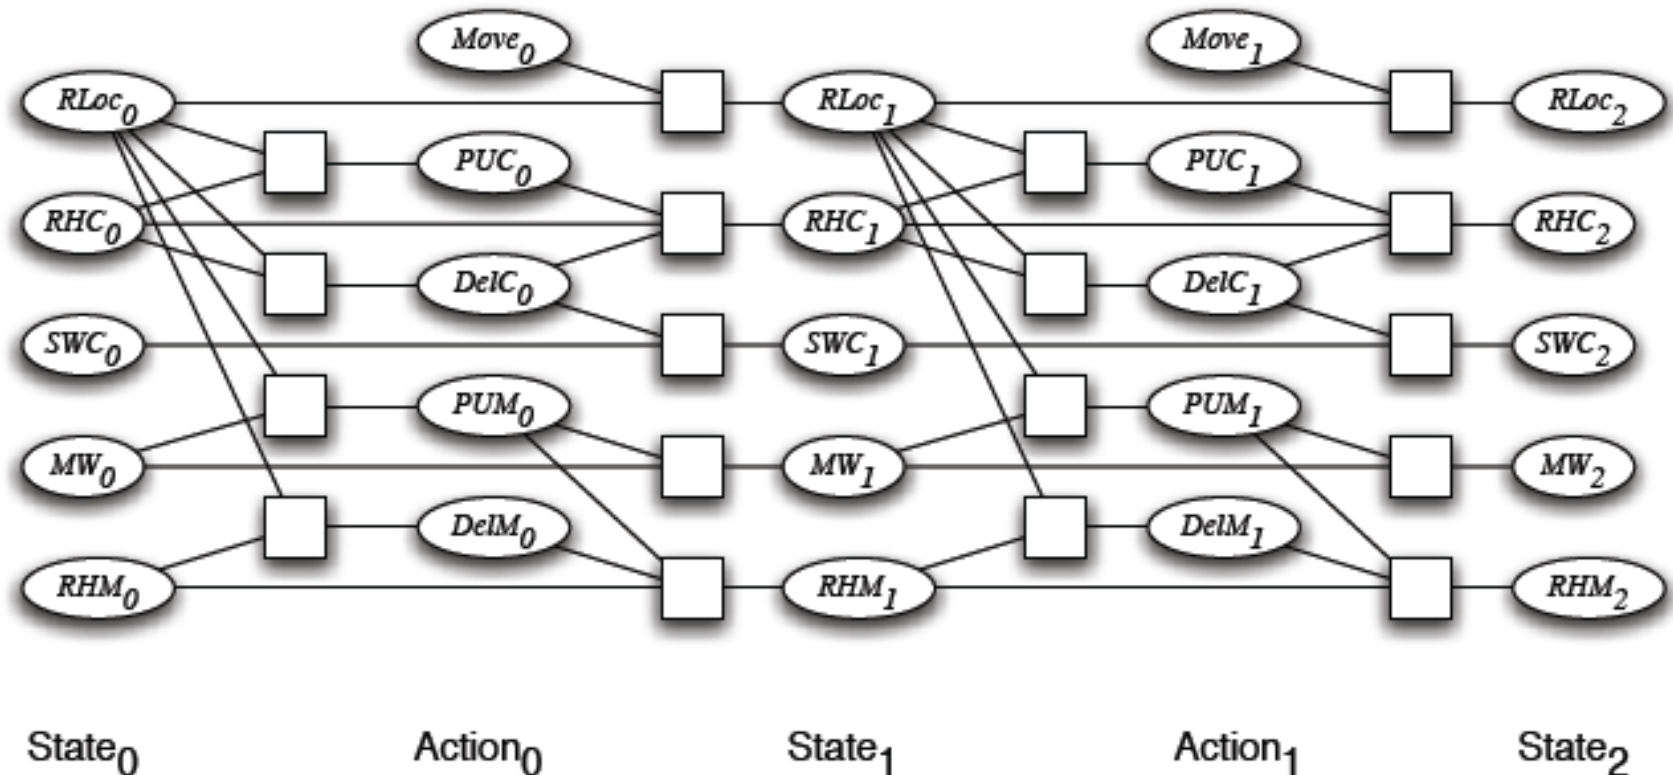 Move0 Move1
RLoc0 RLoc1 RLoc2
PUC0 PUC1
RHC0 RHC1 RHC2
DelC0 DelC1
SWC0 SWC1 SWC2
PUM0 PUM1
MW0 MW1 MW2
DelM0 DelM1
RHM0 RHM1 RHM2
State0 Action0 State1 Action1 State2